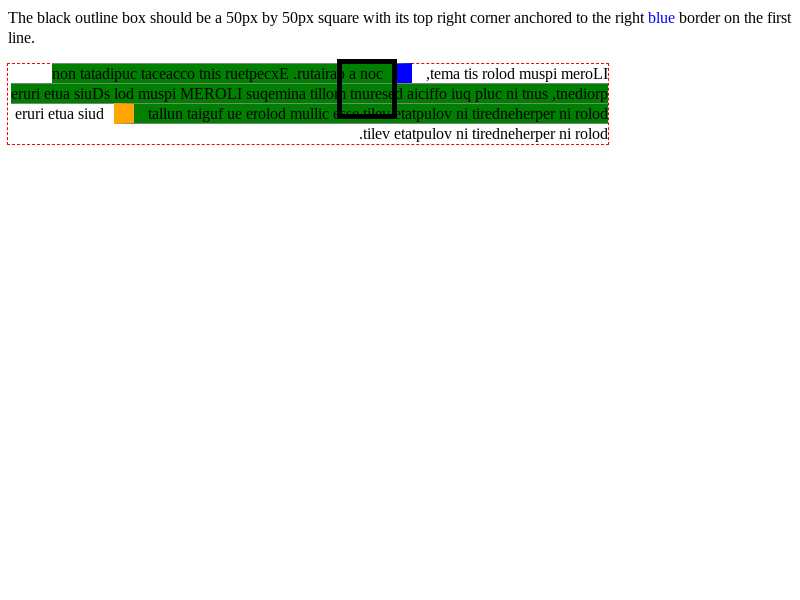 The black outline box should be a 50px by 50px square with its top right corner anchored to the right blue border on the first
line.
non tatadipuc taceacco tnis ruetpecxE .rutairap a noc ,tema tis rolod muspi meroLI
eruri etua siuDs lod muspi MEROLI suqemina tillom tnuresed aiciffo iuq pluc ni tnus ,tnediorp
eruri etua siud tallun taiguf ue erolod mullic esse tilev etatpulov ni tiredneherper ni rolod
.tilev etatpulov ni tiredneherper ni rolod